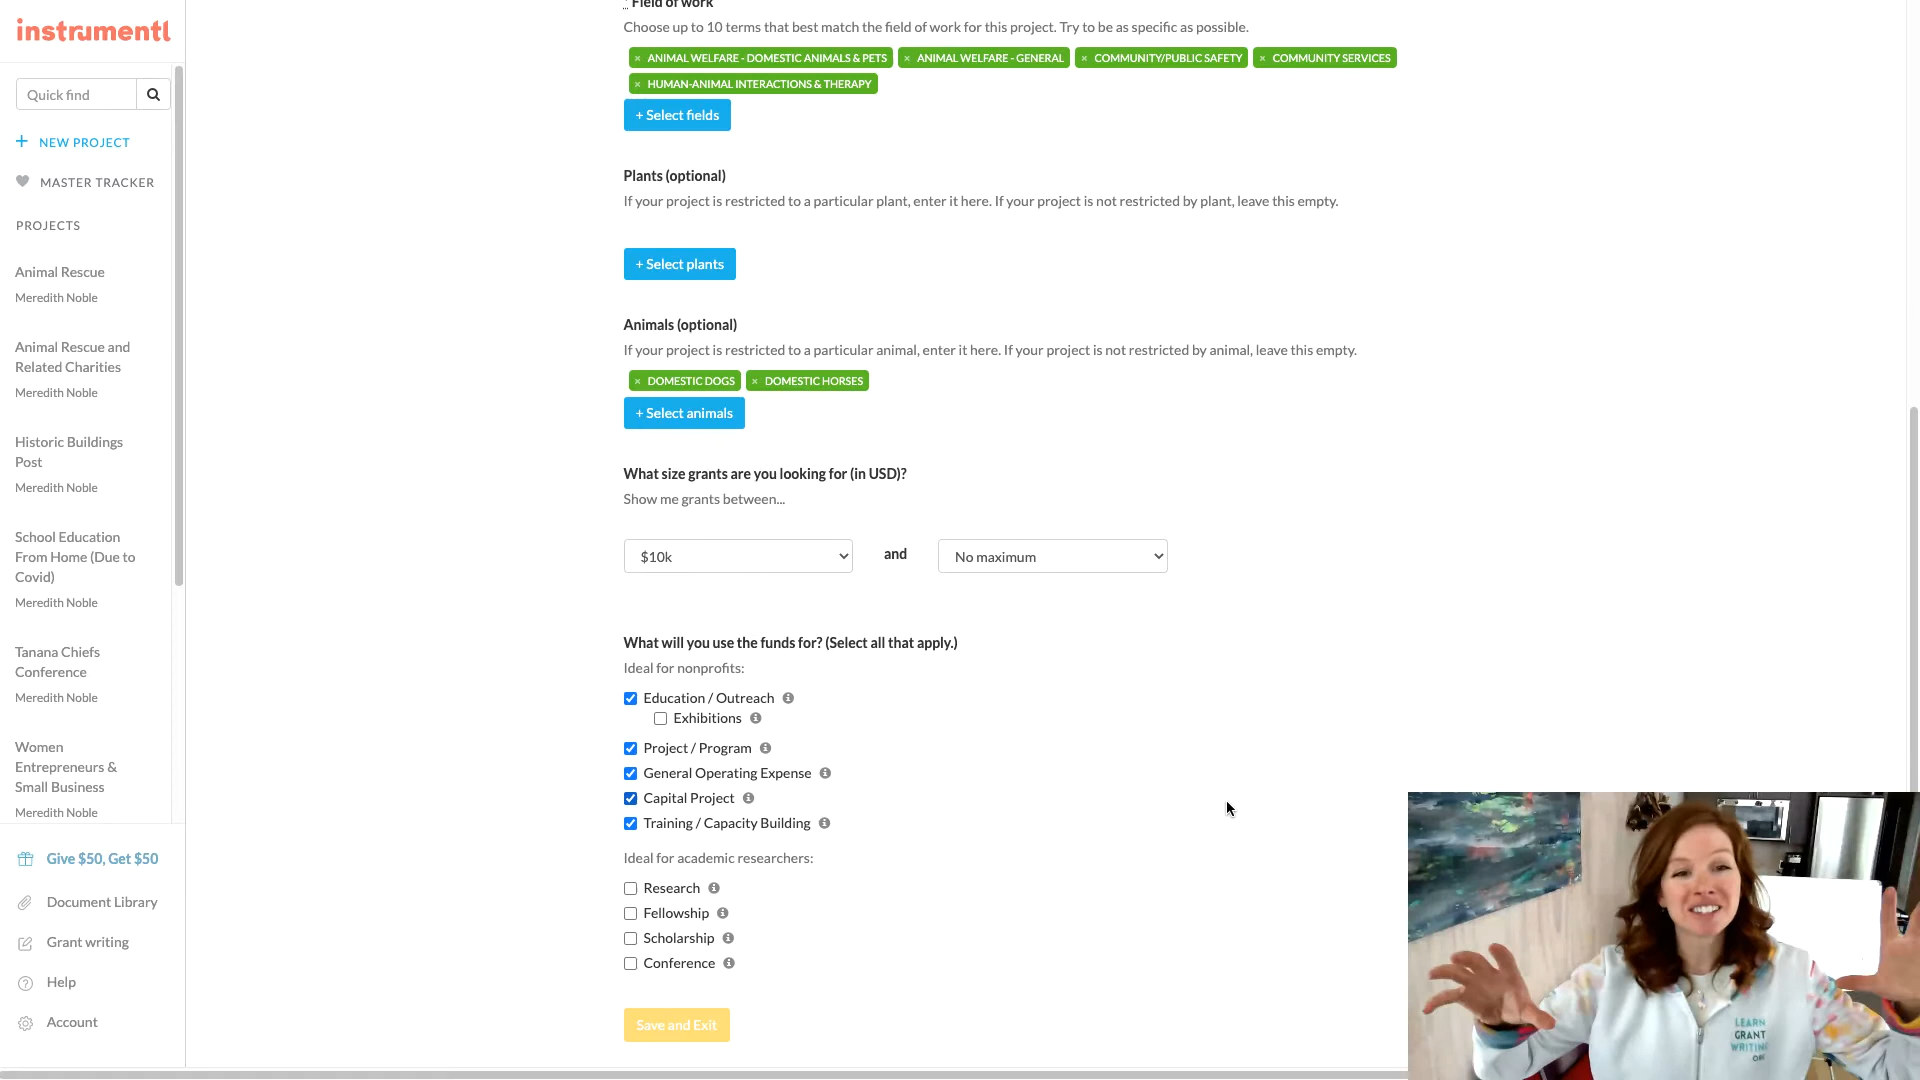 instrumentl
Quick find
NEW PROJECT
MASTER TRACKER
PROJECTS
Animal Rescue
Meredith Noble
Animal Rescue and
Related Charities
Meredith Noble
Historic Buildings
Post
Meredith Noble
School Education
From Home (Due to
Covid)
Meredith Noble
Tanana Chiefs
Conference
Meredith Noble
Women
Entrepreneurs &
Small Business
Meredith Noble
Give $50, Get $50
Document Library
Grant writing
Help
Account
* Field of work
Choose up to 10 terms that best match the field of work for this project. Try to be as specific as possible.
× ANIMAL WELFARE - DOMESTIC ANIMALS & PETS × ANIMAL WELFARE - GENERAL × COMMUNITY/PUBLIC SAFETY × COMMUNITY SERVICES
× HUMAN-ANIMAL INTERACTIONS & THERAPY
+ Select fields
Plants (optional)
If your project is restricted to a particular plant, enter it here. If your project is not restricted by plant, leave this empty.
+ Select plants
Animals (optional)
If your project is restricted to a particular animal, enter it here. If your project is not restricted by animal, leave this empty.
× DOMESTIC DOGS × DOMESTIC HORSES
+ Select animals
What size grants are you looking for (in USD)?
Show me grants between...
$10k and No maximum
What will you use the funds for? (Select all that apply.)
Ideal for nonprofits:
Education / Outreach
Exhibitions
Project / Program
General Operating Expense
Capital Project
Training / Capacity Building
Ideal for academic researchers:
Research
Fellowship
Scholarship
Conference
Save and Exit
LEARN
GRANT
WRITING
ORG